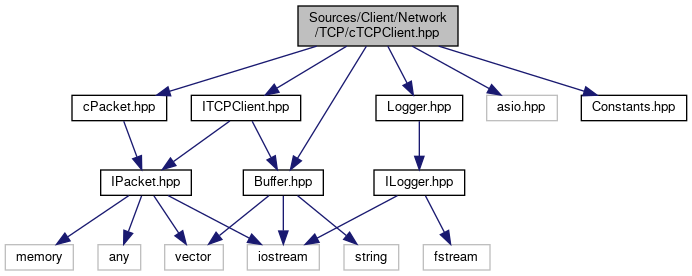 Sources/Client/Network
/TCP/cTCPClient.hpp
cPacket.hpp
ITCPClient.hpp
Logger.hpp
asio.hpp
Constants.hpp
IPacket.hpp
Buffer.hpp
ILogger.hpp
memory
any
vector
iostream
string
fstream